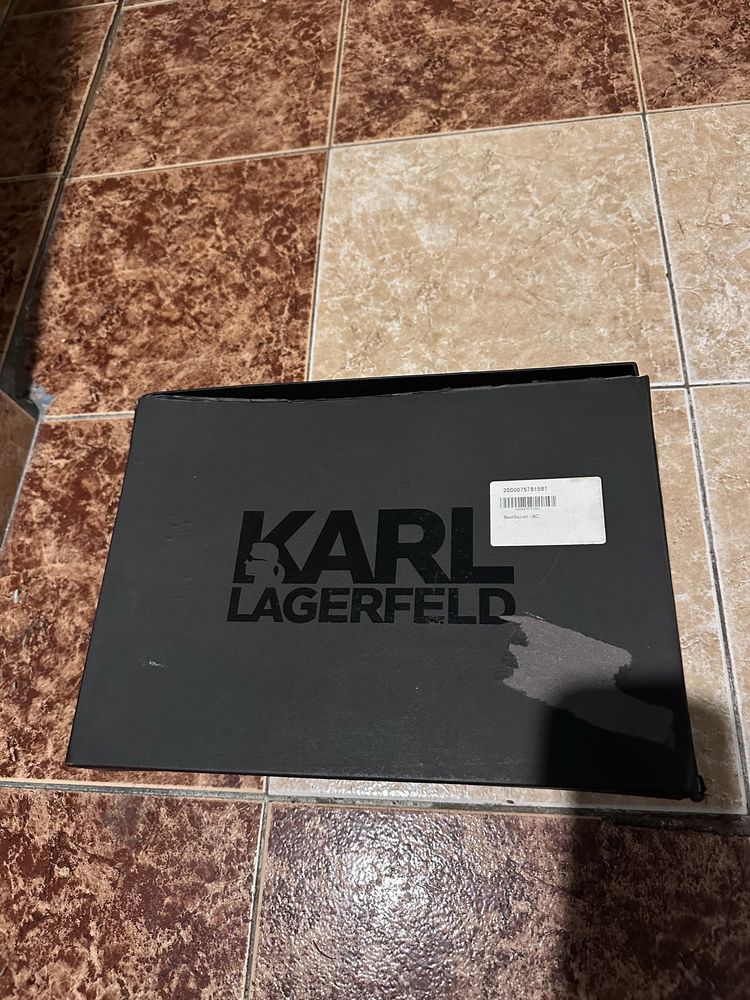 2000075781581
BestSecret - BC
KARL
LAGERFELD